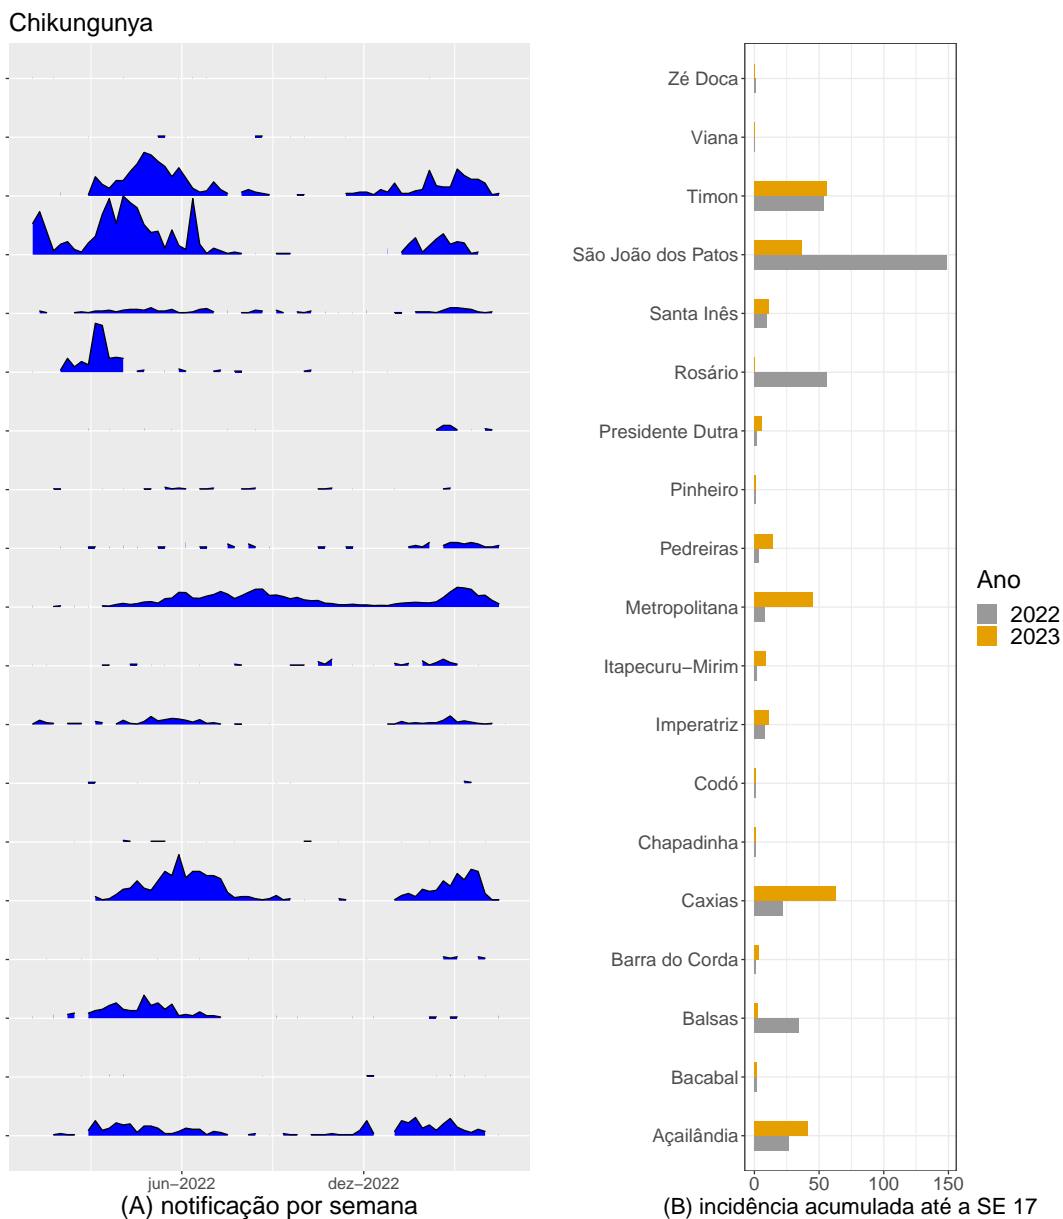 Chikungunya
Zé Doca
Viana
Timon
São João dos Patos
Santa Inês
Rosário
Presidente Dutra
Pinheiro
Pedreiras
Metropolitana
Itapecuru−Mirim
Imperatriz
Codó
Chapadinha
Caxias
Barra do Corda
Balsas
Bacabal
Açailândia
Ano
2022
2023
jun−2022 dez−2022
0 50 100 150
(A) notificação por semana
(B) incidência acumulada até a SE 17